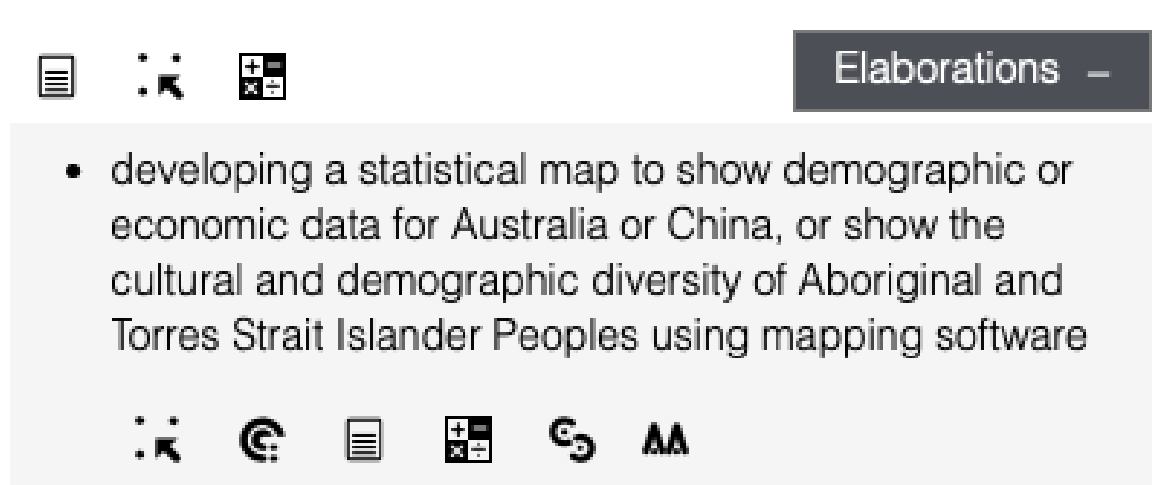 Elaborations –
• developing a statistical map to show demographic or
economic data for Australia or China, or show the
cultural and demographic diversity of Aboriginal and
Torres Strait Islander Peoples using mapping software